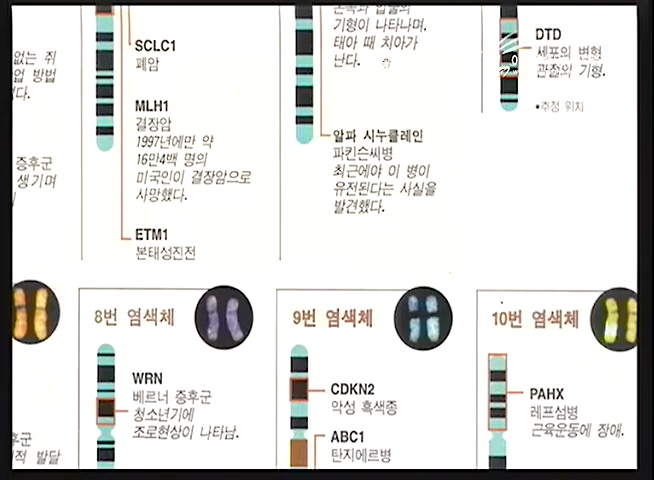 없는 쥐
업 방법
다.
증후군
생기며
SCLC1
폐암
MLH1
결장암
1997년에만 약
16만4백 명의
미국인이 결장암으로
사망했다.
ETM1
본태성진전
기형이 나타나며,
태아 때 치아가
난다.
알파 시누클레인
파킨슨씨병
최근에야 이 병이
유전된다는 사실을
발견했다.
DTD
세포의 변형
관절의 기형.
•추정 위치
8번 염색체
WRN
베르너 증후군
청소년기에
조로현상이 나타남.
9번 염색체
CDKN2
악성 흑색종
ABC1
탄지에르병
10번 염색체
PAHX
레프섬병
근육운동에 장애.
후군
적 발달